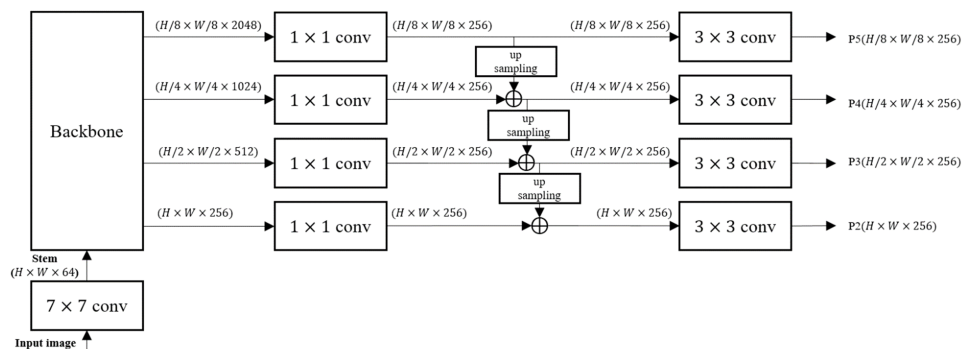 (H/8 × W/8 × 2048)
1 × 1 conv
(H/8 × W/8 × 256)
(H/8 × W/8 × 256)
3 × 3 conv
P5(H/8 × W/8 × 256)
up
sampling
(H/4 × W/4 × 1024)
1 × 1 conv
(H/4 × W/4 × 256)
(H/4 × W/4 × 256)
3 × 3 conv
P4(H/4 × W/4 × 256)
Backbone
up
sampling
(H/2 × W/2 × 512)
1 × 1 conv
(H/2 × W/2 × 256)
(H/2 × W/2 × 256)
3 × 3 conv
P3(H/2 × W/2 × 256)
up
sampling
(H × W × 256)
1 × 1 conv
(H × W × 256)
(H × W × 256)
3 × 3 conv
P2(H × W × 256)
Stem
(H × W × 64)
7 × 7 conv
Input image